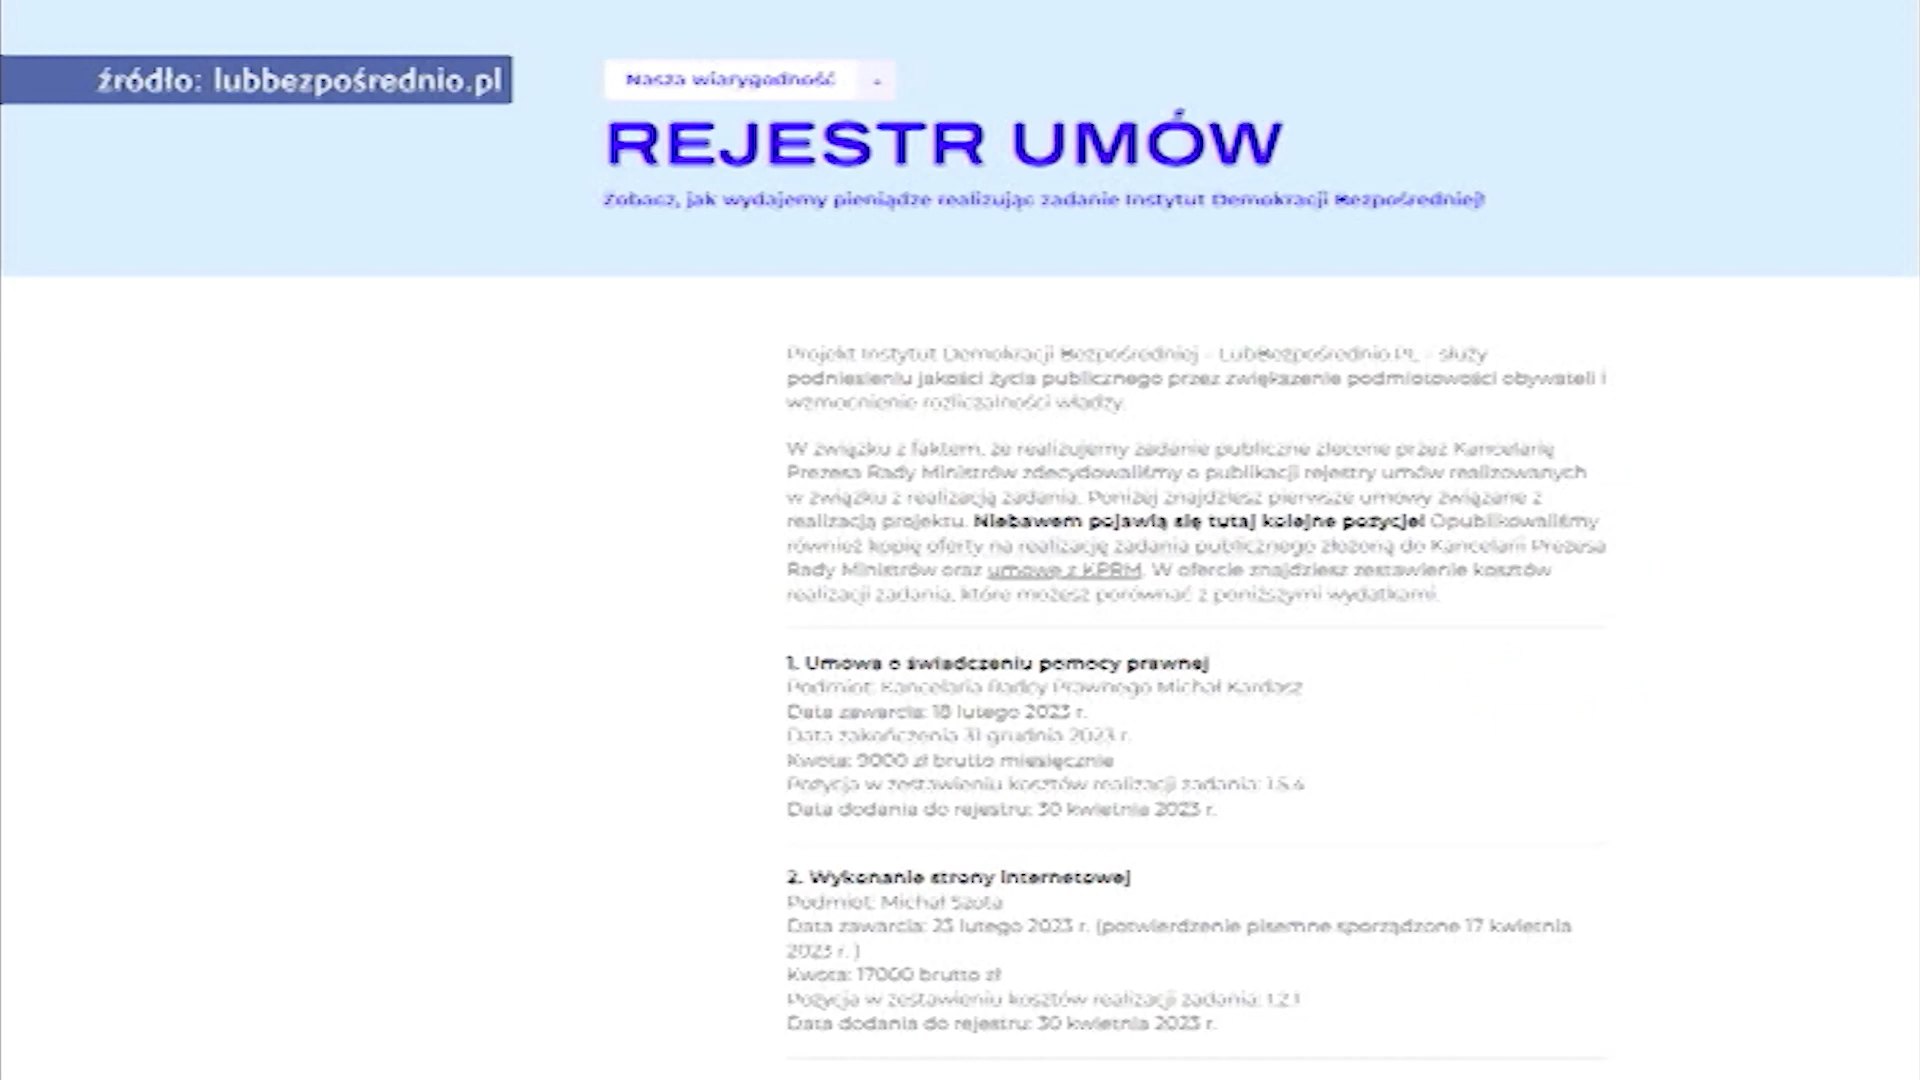 źródło: lubbezpośrednio.pl
Nasza wiarygodność
REJESTR UMÓW
Zobacz, jak wydajemy pieniądze realizując zadanie Instytut Demokracji Bezpośredniej!
Projekt Instytut Demokracji Bezpośredniej - LubBezpośrednio.PL - służy
podniesieniu jakości życia publicznego przez zwiększenie podmiotowości obywateli i
wzmocnienie rozliczalności władzy.
W związku z faktem, że realizujemy zadanie publiczne zlecone przez Kancelarię
Prezesa Rady Ministrów zdecydowaliśmy o publikacji rejestry umów realizowanych
w związku z realizacją zadania. Poniżej znajdziesz pierwsze umowy związane z
realizacją projektu. Niebawem pojawią się tutaj kolejne pozycje! Opublikowaliśmy
również kopię oferty na realizację zadania publicznego złożoną do Kancelarii Prezesa
Rady Ministrów oraz umowę z KPRM. W ofercie znajdziesz zestawienie kosztów
realizacji zadania, które możesz porównać z poniższymi wydatkami.
1. Umowa o świadczeniu pomocy prawnej
Podmiot: Kancelaria Radcy Prawnego Michał Kardasz
Data zawarcia: 18 lutego 2023 r.
Data zakończenia 31 grudnia 2023 r.
Kwota: 9000 zł brutto miesięcznie
Pozycja w zestawieniu kosztów realizacji zadania: 1.5.4
Data dodania do rejestru: 30 kwietnia 2023 r.
2. Wykonanie strony internetowej
Podmiot: Michał Szota
Data zawarcia: 23 lutego 2023 r. (potwierdzenie pisemne sporządzone 17 kwietnia
2023 r. )
Kwota: 17000 brutto zł
Pozycja w zestawieniu kosztów realizacji zadania: 1.2.1
Data dodania do rejestru: 30 kwietnia 2023 r.